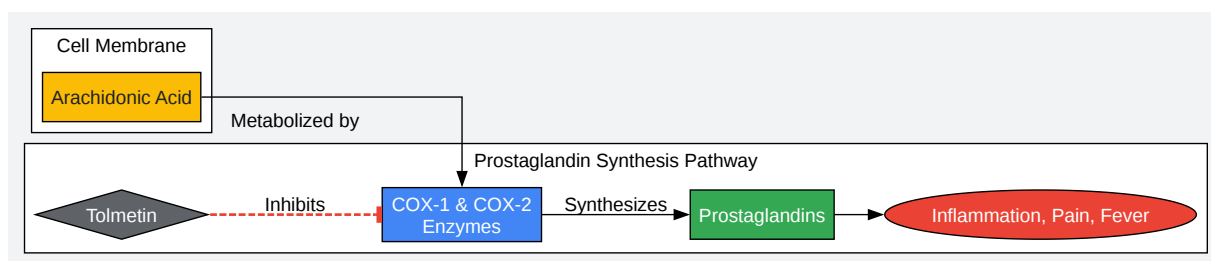 Cell Membrane
Arachidonic Acid
Metabolized by
Prostaglandin Synthesis Pathway
Tolmetin
Inhibits
COX-1 & COX-2
Enzymes
Synthesizes
Prostaglandins
Inflammation, Pain, Fever